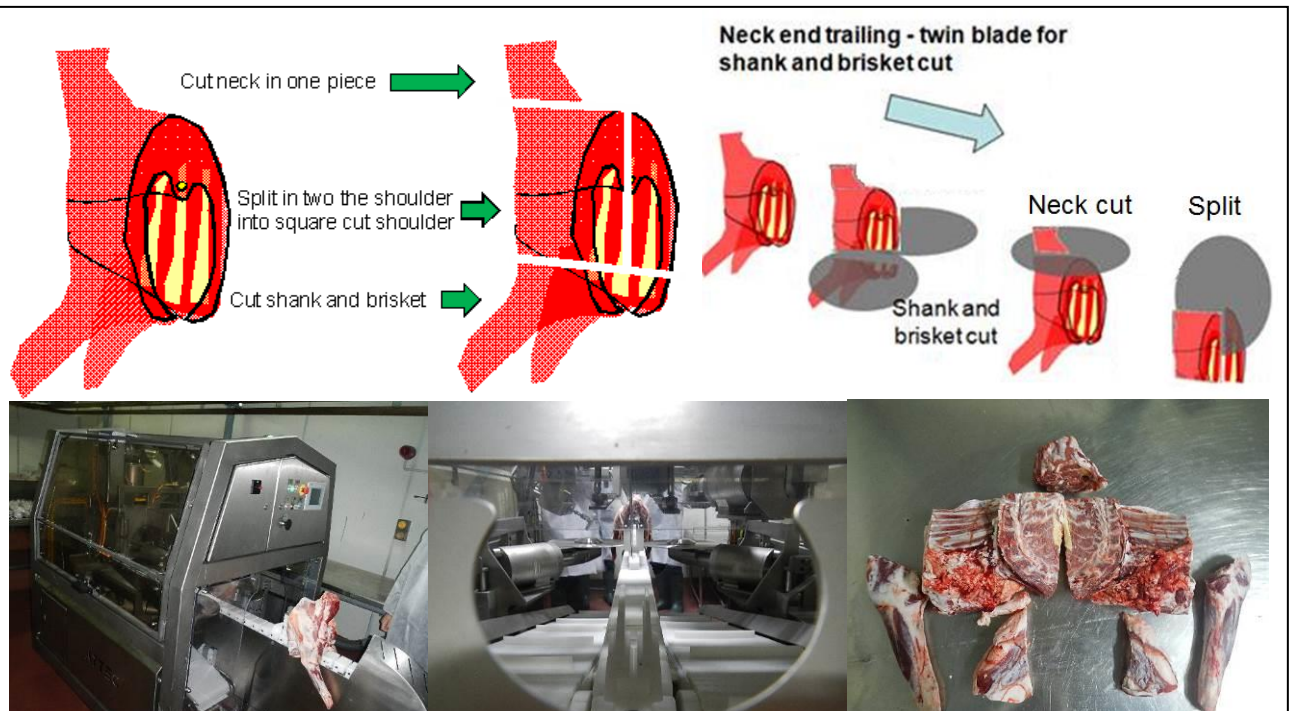 Cut neck in one piece
Split in two the shoulder
into square cut shoulder
Cut shank and brisket
Neck end trailing - twin blade for
shank and brisket cut
Shank and
brisket cut
Neck cut
Split